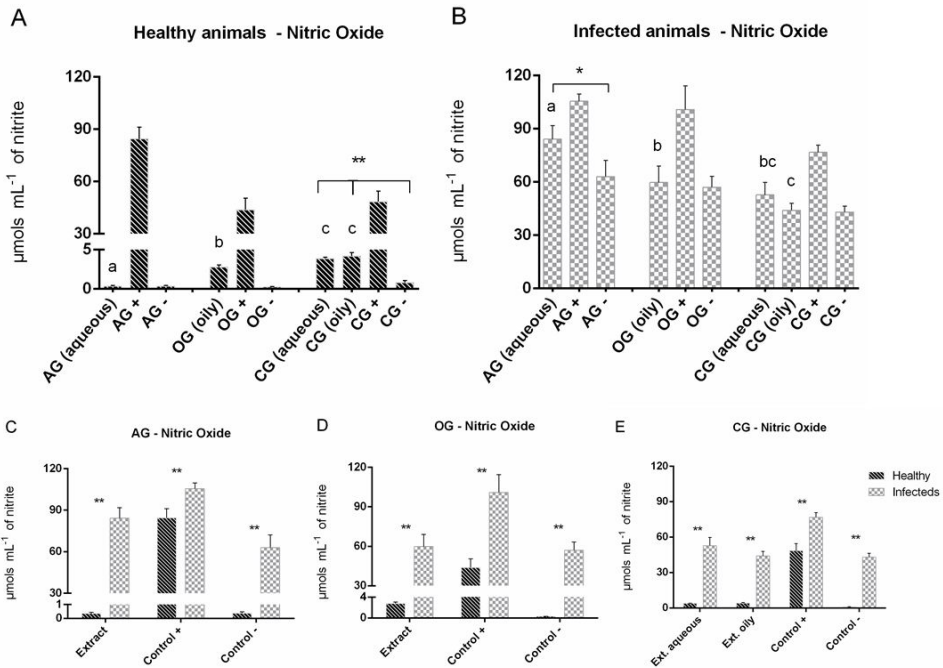 A
Healthy animals - Nitric Oxide
µmols mL-1 of nitrite
120
90
60
30
5
0
a
b
c
c
**
AG (aqueous)
AG +
AG -
OG (oily)
OG +
OG -
CG (aqueous)
CG (oily)
CG +
CG -
B
Infected animals - Nitric Oxide
µmols mL-1 of nitrite
120
90
60
30
0
a
*
b
bc
c
AG (aqueous)
AG +
AG -
OG (oily)
OG +
OG -
CG (aqueous)
CG (oily)
CG +
CG -
C
AG - Nitric Oxide
µmols mL-1 of nitrite
120
90
60
30
1
0
**
**
**
Extract
Control +
Control -
D
OG - Nitric Oxide
µmols mL-1 of nitrite
120
90
60
30
4
0
**
**
**
Extract
Control +
Control -
E
CG - Nitric Oxide
µmols mL-1 of nitrite
120
90
60
30
0
**
**
**
**
Ext. aqueous
Ext. oily
Control +
Control -
Healthy
Infecteds